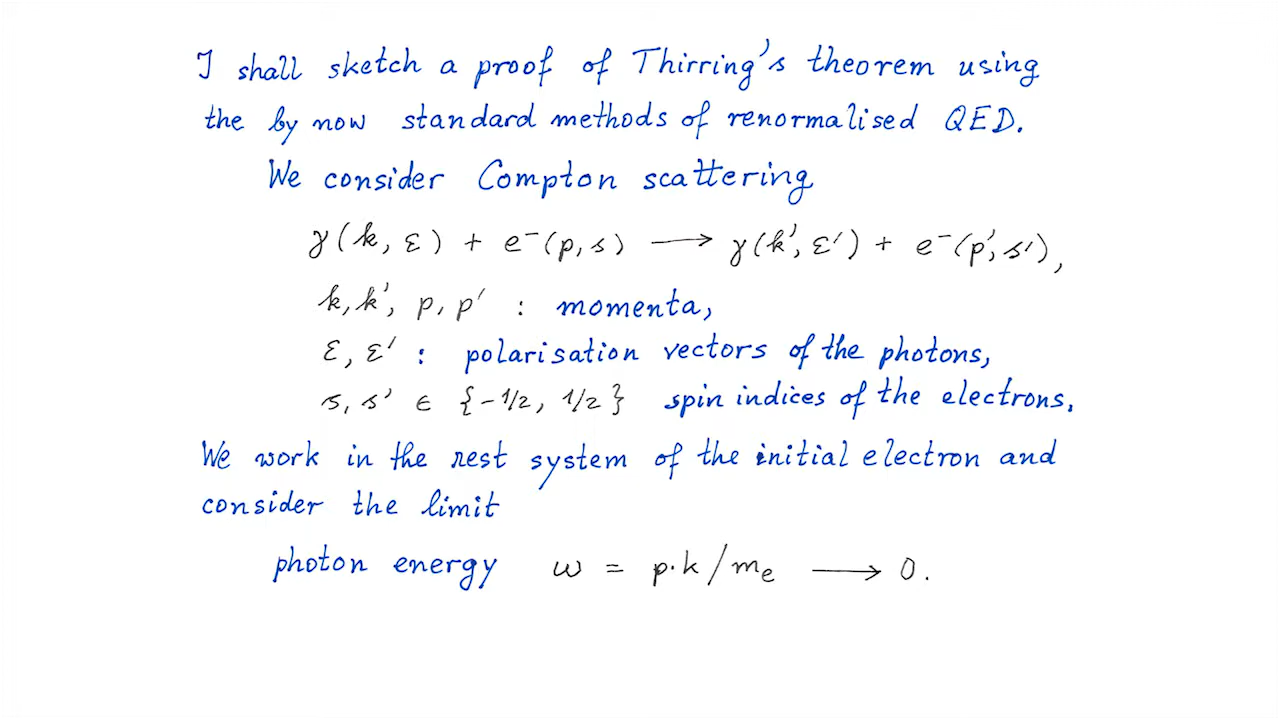 I shall sketch a proof of Thirring's theorem using
the by now standard methods of renormalised QED.
We consider Compton scattering
γ(k, ε) + e⁻(p, s) ⟶ γ(k', ε') + e⁻(p', s'),
k, k', p, p' : momenta,
ε, ε' : polarisation vectors of the photons,
s, s' ∈ {-1/2, 1/2} spin indices of the electrons.
We work in the rest system of the initial electron and
consider the limit
photon energy ω = p·k/mₑ ⟶ 0.